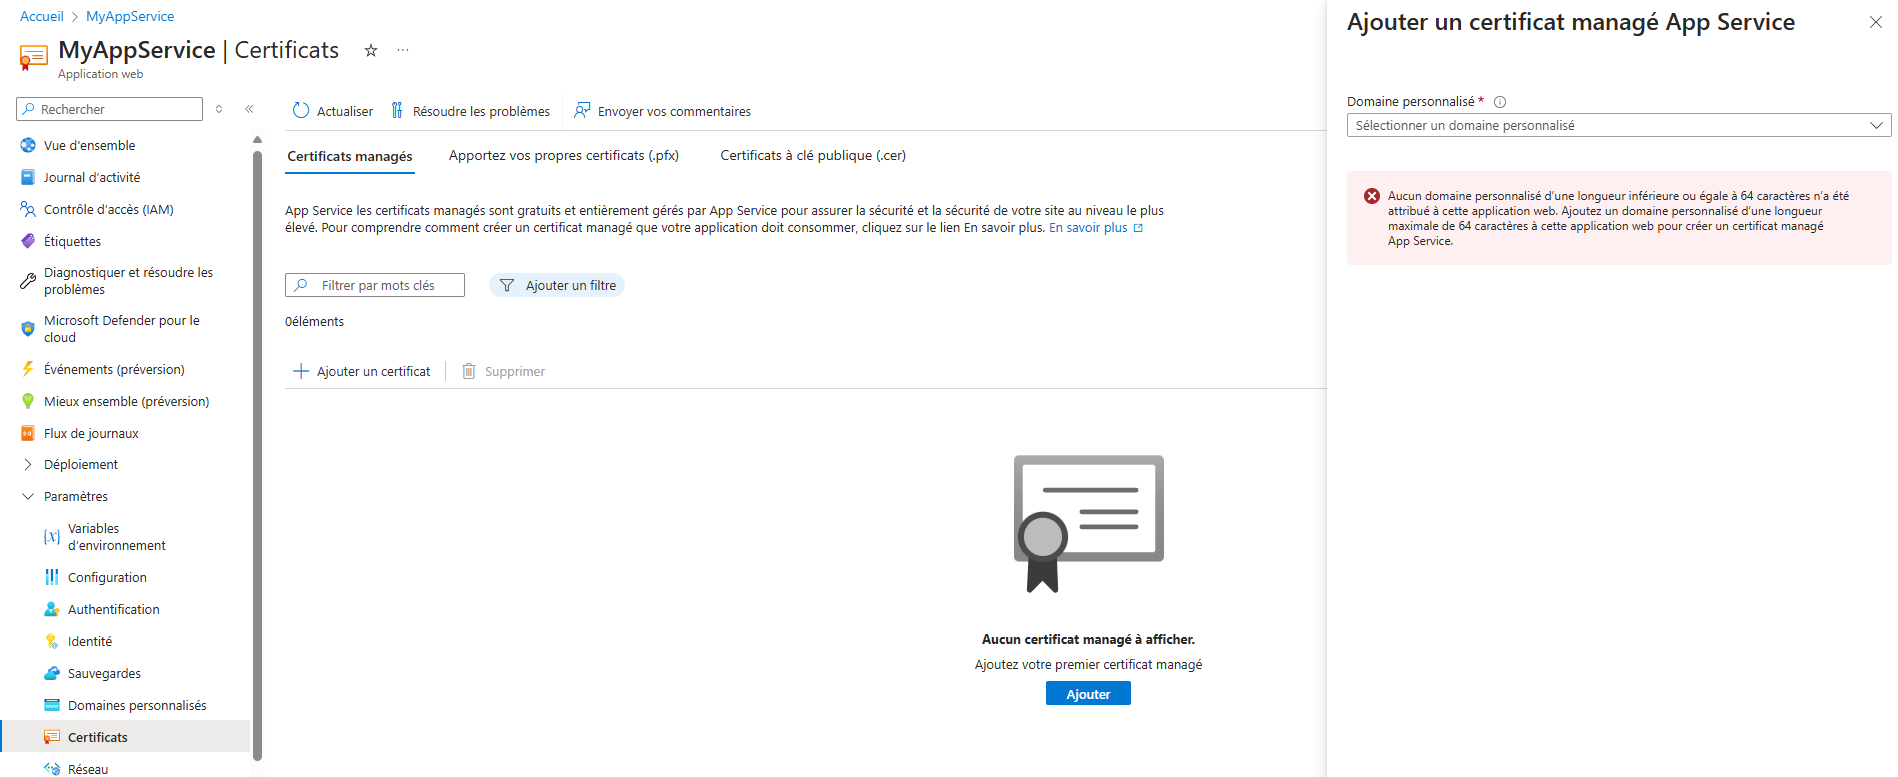 Accueil > MyAppService
MyAppService | Certificats
Application web
Rechercher
Vue d'ensemble
Journal d'activité
Contrôle d'accès (IAM)
Étiquettes
Diagnostiquer et résoudre les
problèmes
Microsoft Defender pour le
cloud
Événements (préversion)
Mieux ensemble (préversion)
Flux de journaux
Déploiement
Paramètres
Variables
d'environnement
Configuration
Authentification
Identité
Sauvegardes
Domaines personnalisés
Certificats
Réseau
Actualiser Résoudre les problèmes Envoyer vos commentaires
Certificats managés Apportez vos propres certificats (.pfx) Certificats à clé publique (.cer)
App Service les certificats managés sont gratuits et entièrement gérés par App Service pour assurer la sécurité et la sécurité de votre site au niveau le plus
élevé. Pour comprendre comment créer un certificat managé que votre application doit consommer, cliquez sur le lien En savoir plus. En savoir plus
Filtrer par mots clés Ajouter un filtre
0éléments
Ajouter un certificat Supprimer
Aucun certificat managé à afficher.
Ajoutez votre premier certificat managé
Ajouter
Ajouter un certificat managé App Service
Domaine personnalisé *
Sélectionner un domaine personnalisé
Aucun domaine personnalisé d'une longueur inférieure ou égale à 64 caractères n'a été
attribué à cette application web. Ajoutez un domaine personnalisé d'une longueur
maximale de 64 caractères à cette application web pour créer un certificat managé
App Service.